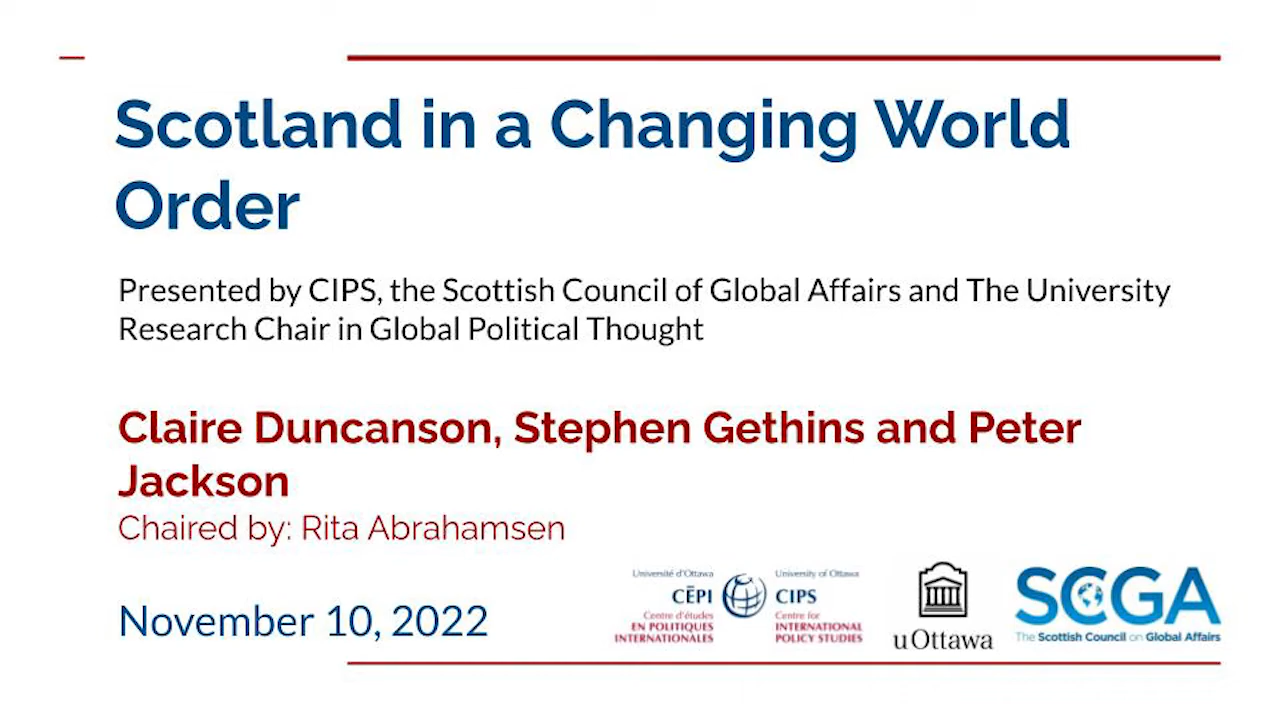 Scotland in a Changing World
Order
Presented by CIPS, the Scottish Council of Global Affairs and The University
Research Chair in Global Political Thought
Claire Duncanson, Stephen Gethins and Peter
Jackson
Chaired by: Rita Abrahamsen
November 10, 2022
Université d'Ottawa
CÉPI
Centre d'études
EN POLITIQUES
INTERNATIONALES
University of Ottawa
CIPS
Centre for
INTERNATIONAL
POLICY STUDIES
uOttawa
SCGA
The Scottish Council on Global Affairs